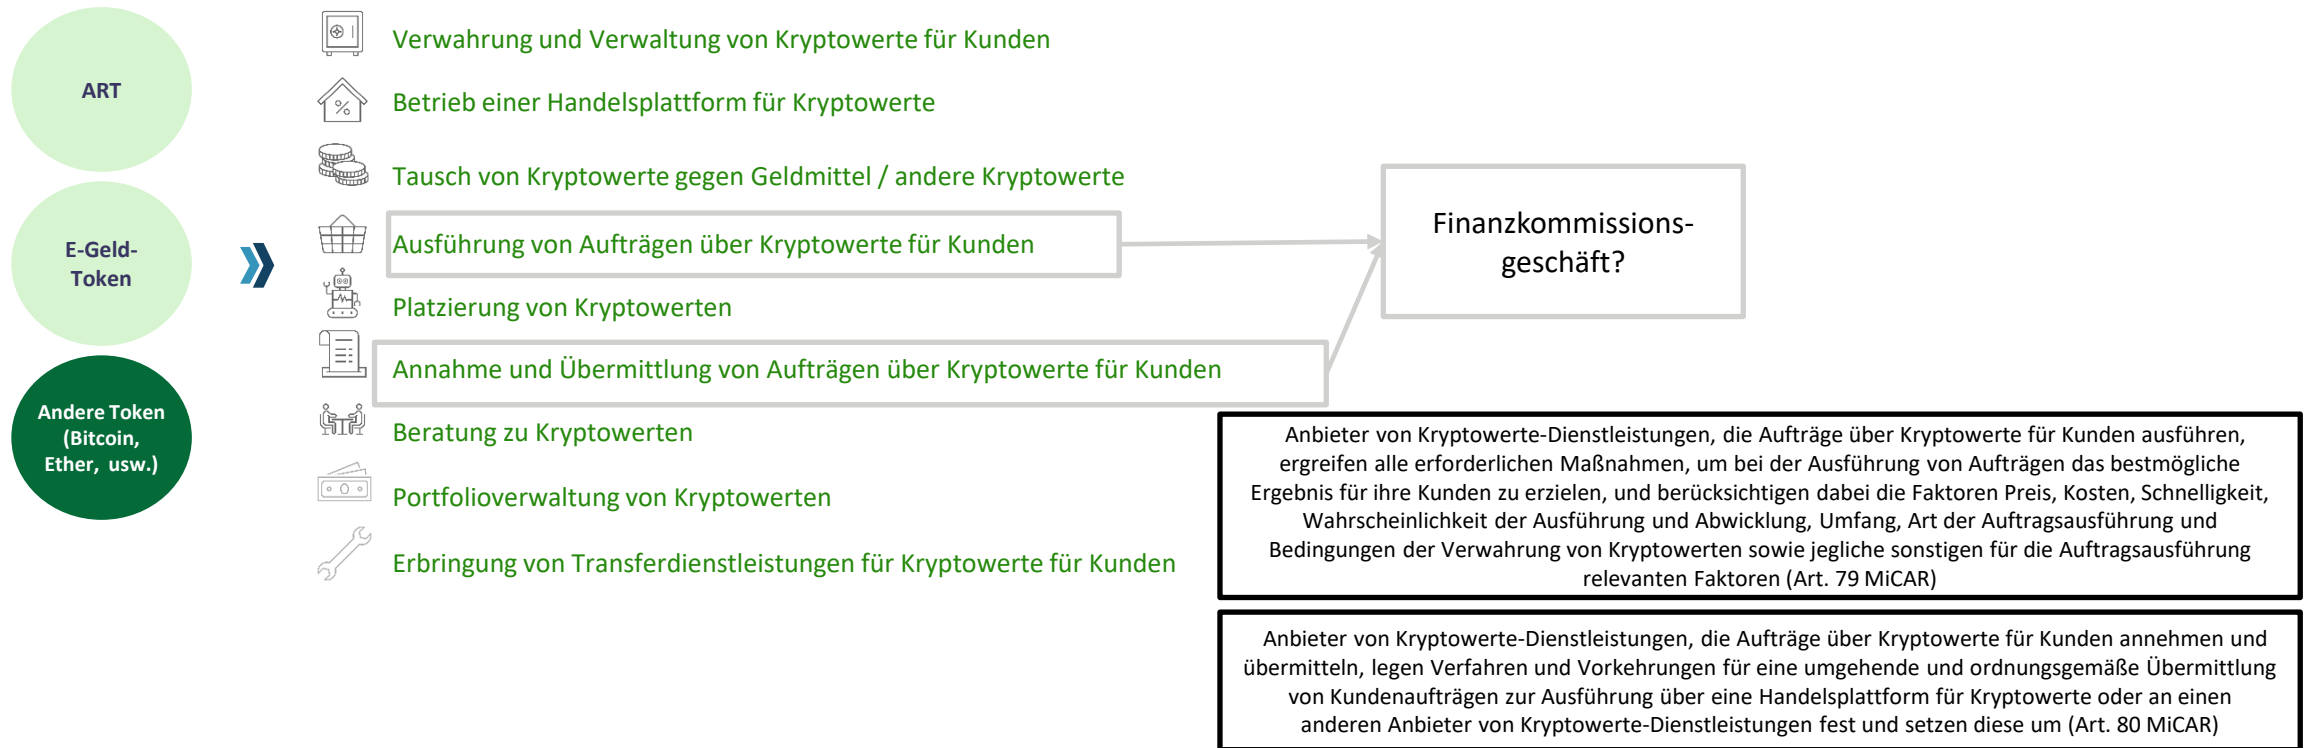 ART
E-Geld-
Token
Andere Token
(Bitcoin,
Ether, usw.)
Verwahrung und Verwaltung von Kryptowerte für Kunden
Betrieb einer Handelsplattform für Kryptowerte
Tausch von Kryptowerte gegen Geldmittel / andere Kryptowerte
Ausführung von Aufträgen über Kryptowerte für Kunden
Platzierung von Kryptowerten
Annahme und Übermittlung von Aufträgen über Kryptowerte für Kunden
Beratung zu Kryptowerten
Portfolioverwaltung von Kryptowerten
Erbringung von Transferdienstleistungen für Kryptowerte für Kunden
Finanzkommissions-
geschäft?
Anbieter von Kryptowerte-Dienstleistungen, die Aufträge über Kryptowerte für Kunden ausführen,
ergreifen alle erforderlichen Maßnahmen, um bei der Ausführung von Aufträgen das bestmögliche
Ergebnis für ihre Kunden zu erzielen, und berücksichtigen dabei die Faktoren Preis, Kosten, Schnelligkeit,
Wahrscheinlichkeit der Ausführung und Abwicklung, Umfang, Art der Auftragsausführung und
Bedingungen der Verwahrung von Kryptowerten sowie jegliche sonstigen für die Auftragsausführung
relevanten Faktoren (Art. 79 MiCAR)
Anbieter von Kryptowerte-Dienstleistungen, die Aufträge über Kryptowerte für Kunden annehmen und
übermitteln, legen Verfahren und Vorkehrungen für eine umgehende und ordnungsgemäße Übermittlung
von Kundenaufträgen zur Ausführung über eine Handelsplattform für Kryptowerte oder an einen
anderen Anbieter von Kryptowerte-Dienstleistungen fest und setzen diese um (Art. 80 MiCAR)